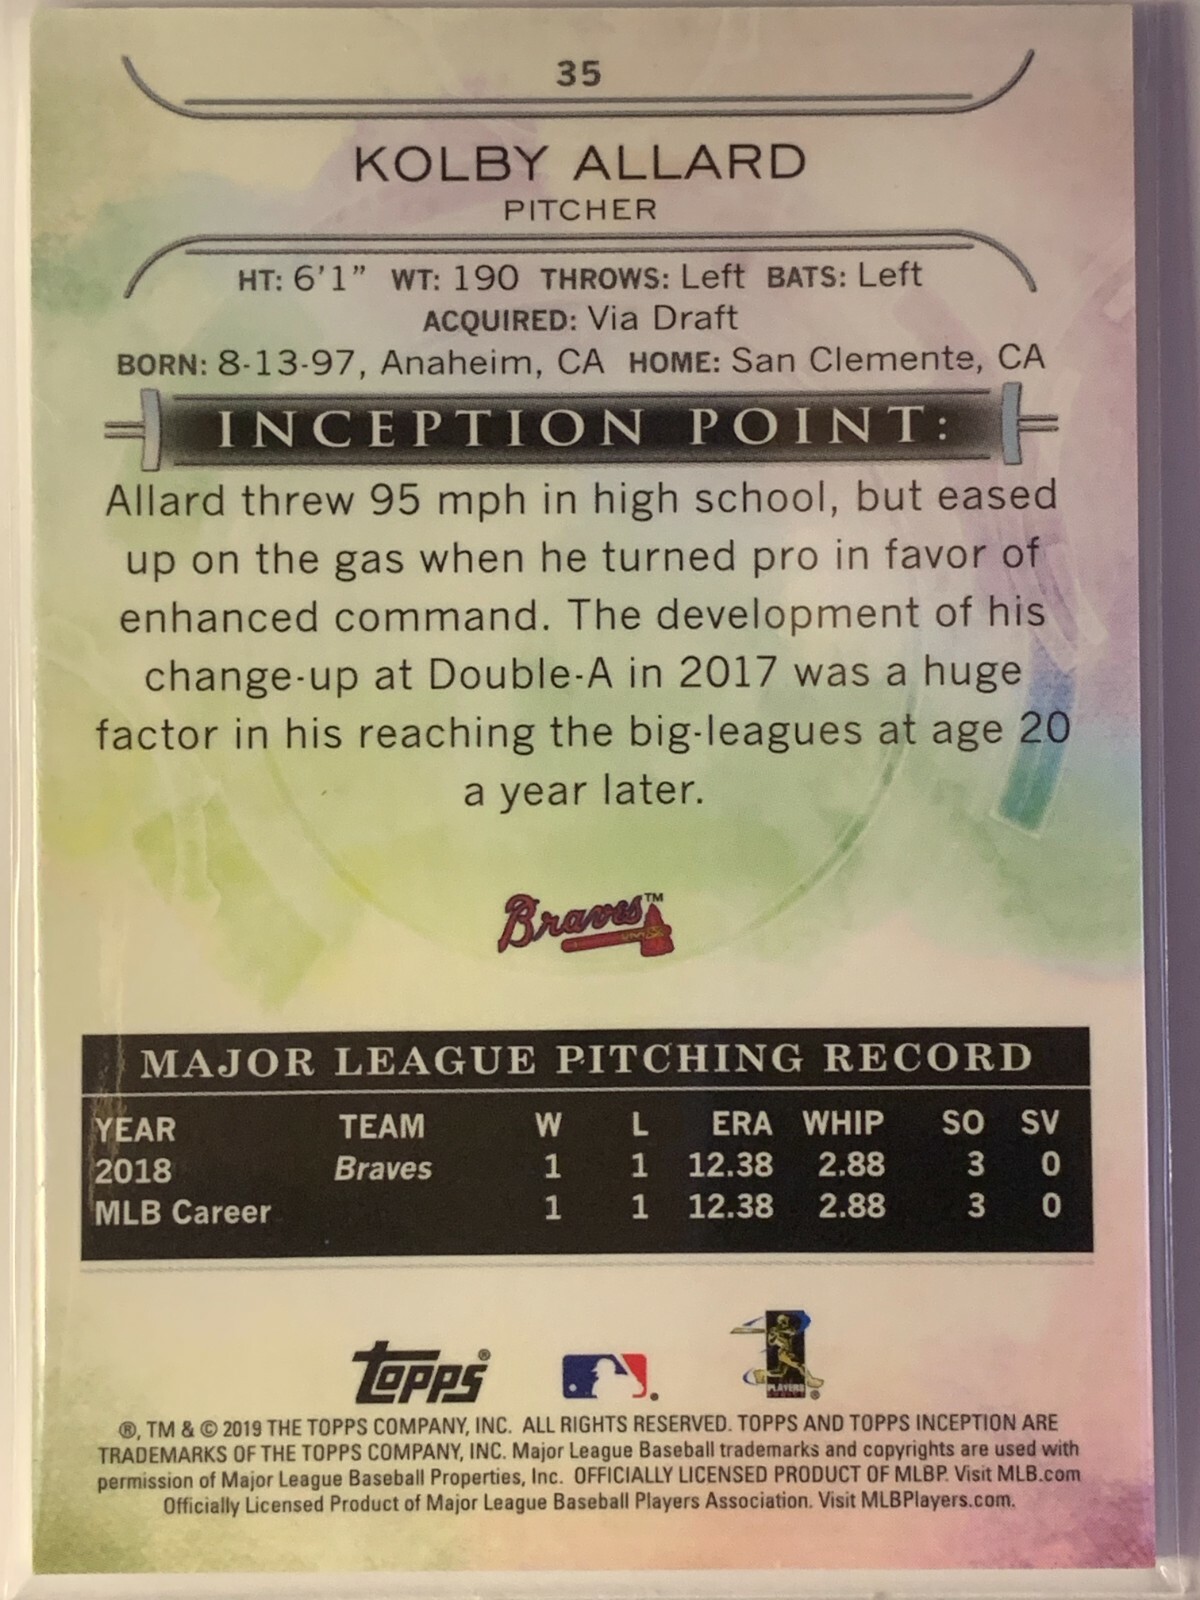 35
KOLBY ALLARD
PITCHER
HT: 6'1" WT: 190 THROWS: Left BATS: Left
ACQUIRED: Via Draft
BORN: 8-13-97, Anaheim, CA HOME: San Clemente, CA
INCEPTION POINT:
Allard threw 95 mph in high school, but eased
up on the gas when he turned pro in favor of
enhanced command. The development of his
change-up at Double-A in 2017 was a huge
factor in his reaching the big-leagues at age 20
a year later.
Braves™
MAJOR LEAGUE PITCHING RECORD
YEAR TEAM W L ERA WHIP SO SV
2018 Braves 1 1 12.38 2.88 3 0
MLB Career 1 1 12.38 2.88 3 0
topps® PLAYERS ®
®, TM & © 2019 THE TOPPS COMPANY, INC. ALL RIGHTS RESERVED. TOPPS AND TOPPS INCEPTION ARE
TRADEMARKS OF THE TOPPS COMPANY, INC. Major League Baseball trademarks and copyrights are used with
permission of Major League Baseball Properties, Inc. OFFICIALLY LICENSED PRODUCT OF MLBP. Visit MLB.com
Officially Licensed Product of Major League Baseball Players Association. Visit MLBPlayers.com.